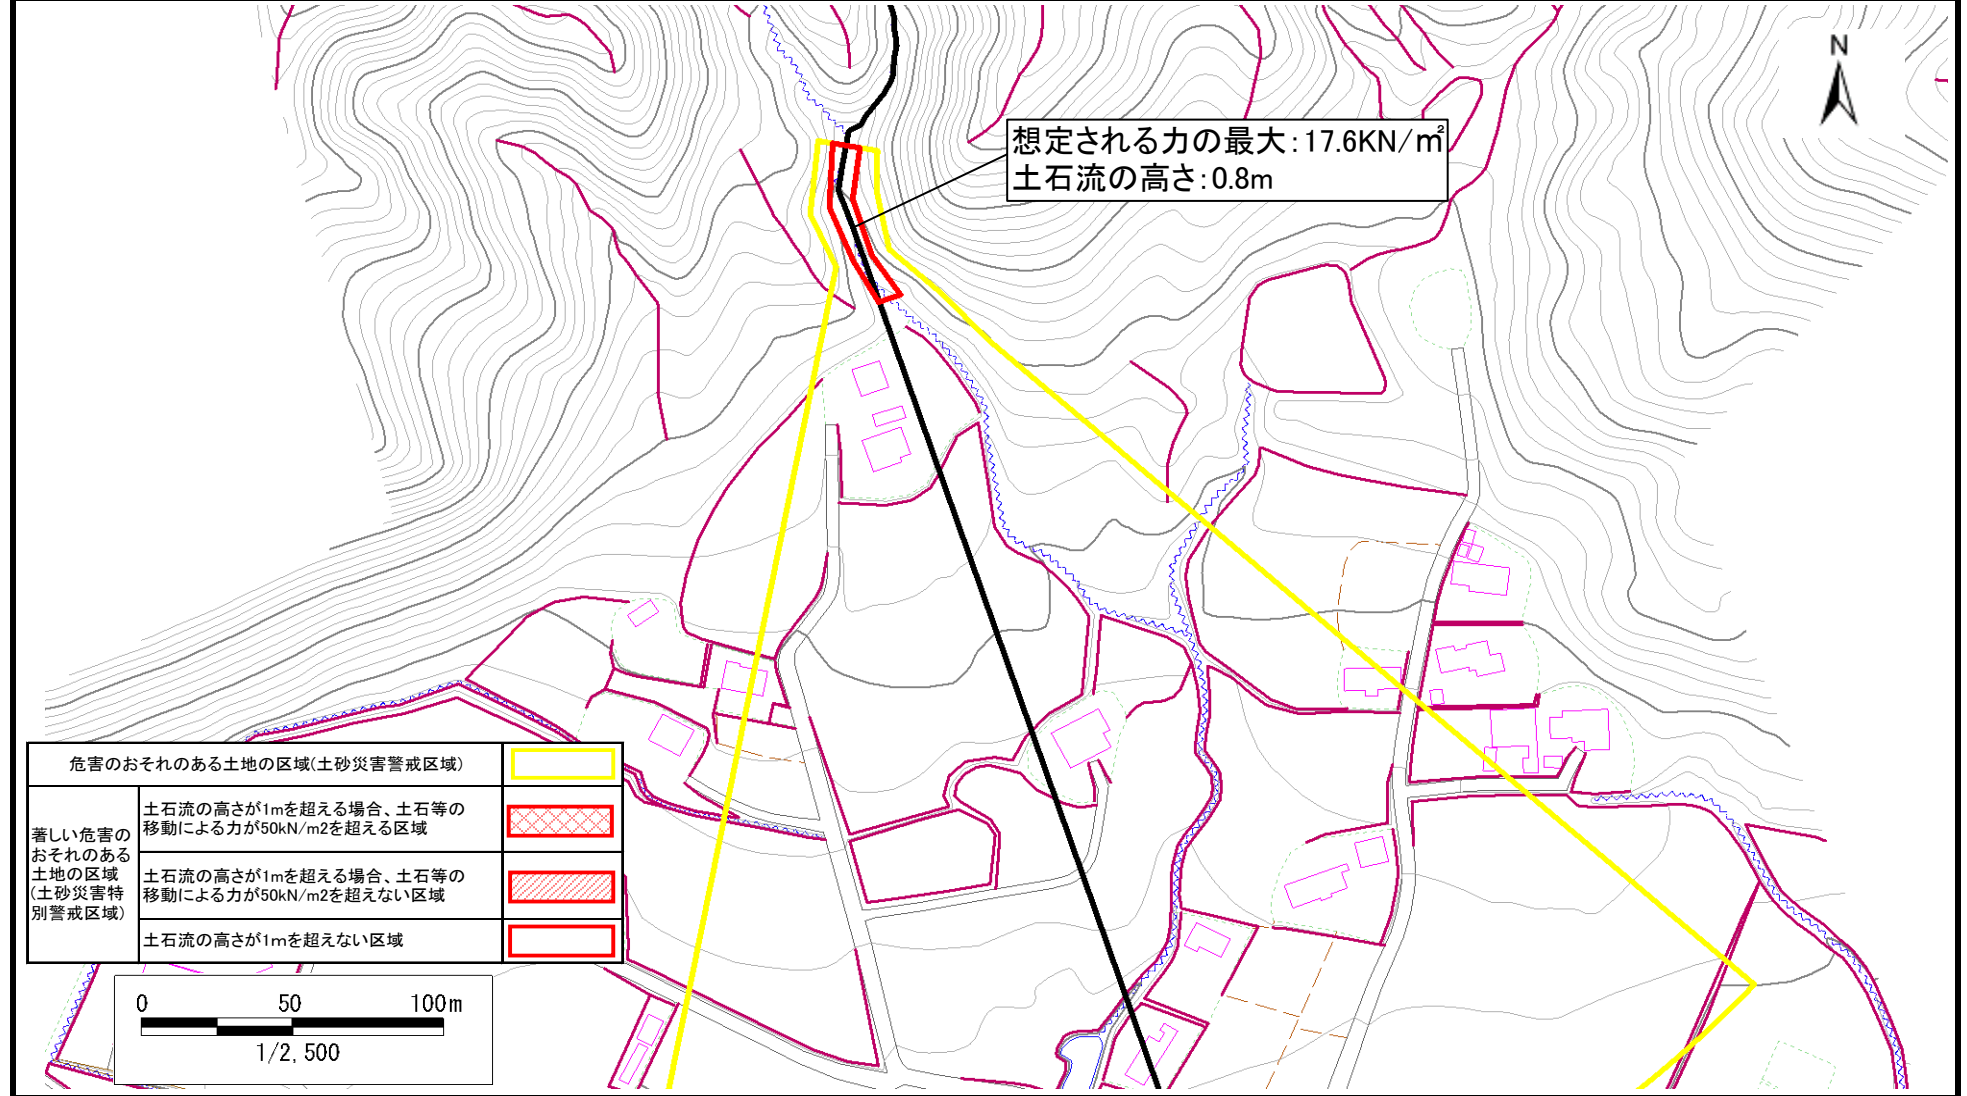 N
想定される力の最大:17.6KN/㎡
土石流の高さ:0.8m
危害のおそれのある土地の区域(土砂災害警戒区域)
著しい危害の
おそれのある
土地の区域
(土砂災害特
別警戒区域)
土石流の高さが1mを超える場合、土石等の
移動による力が50kN/m2を超える区域
土石流の高さが1mを超える場合、土石等の
移動による力が50kN/m2を超えない区域
土石流の高さが1mを超えない区域
0 50 100m
1/2,500